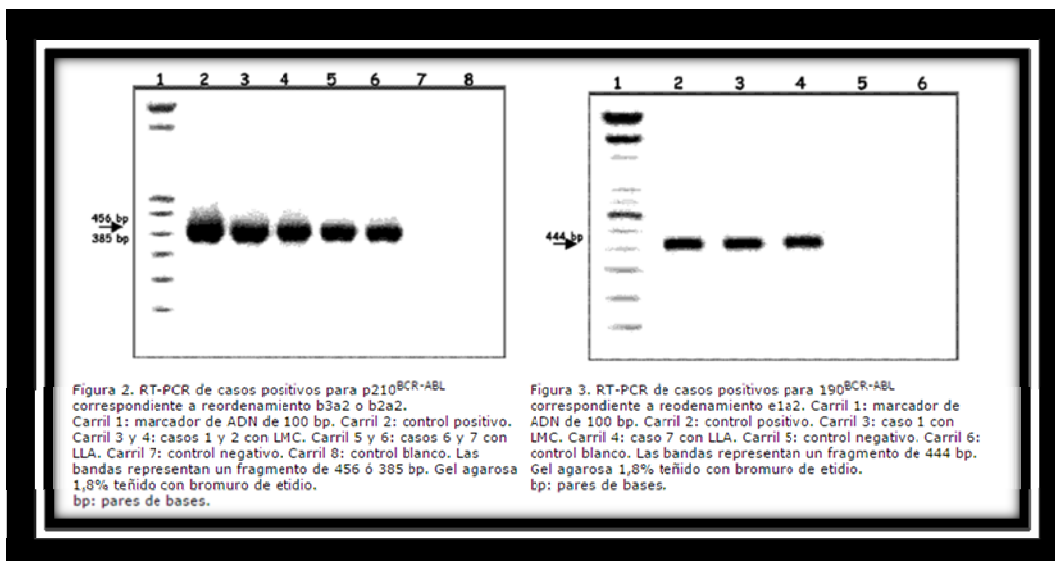 1 2 3 4 5 6 7 8
456 bp
385 bp
Figura 2. RT-PCR de casos positivos para p210BCR-ABL
correspondiente a reordenamiento b3a2 o b2a2.
Carril 1: marcador de ADN de 100 bp. Carril 2: control positivo.
Carril 3 y 4: casos 1 y 2 con LMC. Carril 5 y 6: casos 6 y 7 con
LLA. Carril 7: control negativo. Carril 8: control blanco. Las
bandas representan un fragmento de 456 ó 385 bp. Gel agarosa
1,8% teñido con bromuro de etidio.
bp: pares de bases.
1 2 3 4 5 6
444 bp
Figura 3. RT-PCR de casos positivos para 190BCR-ABL
correspondiente a reodenamiento e1a2. Carril 1: marcador de
ADN de 100 bp. Carril 2: control positivo. Carril 3: caso 1 con
LMC. Carril 4: caso 7 con LLA. Carril 5: control negativo. Carril 6:
control blanco. Las bandas representan un fragmento de 444 bp.
Gel agarosa 1,8% teñido con bromuro de etidio.
bp: pares de bases.